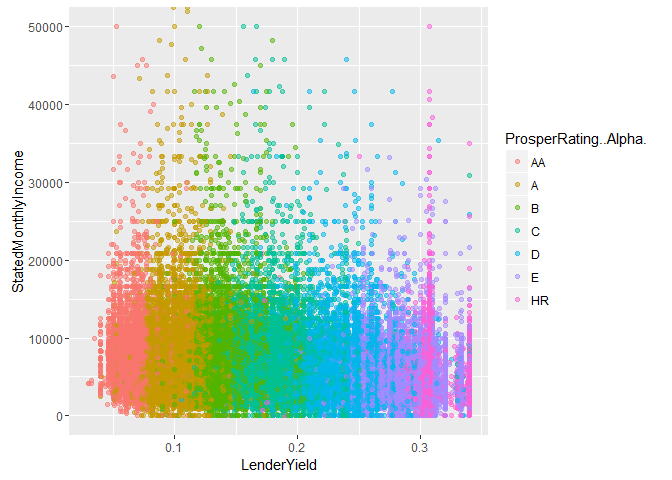 50000
40000
30000
20000
10000
0
StatedMonthlyIncome
0.1
0.2
0.3
LenderYield
ProsperRating..Alpha.
AA
A
B
C
D
E
HR